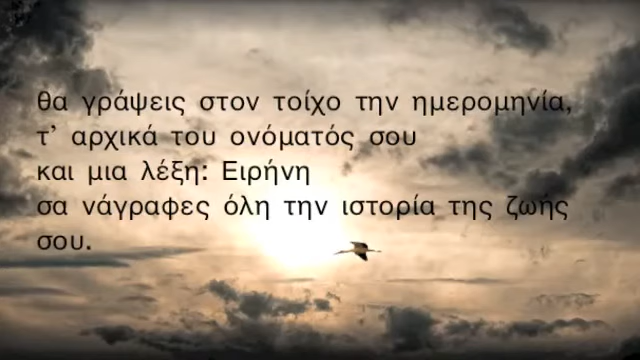 θα γράψεις στον τοίχο την ημερομηνία,
τ’ αρχικά του ονόματός σου
και μια λέξη: Ειρήνη
σα νάγραφες όλη την ιστορία της ζωής
σου.